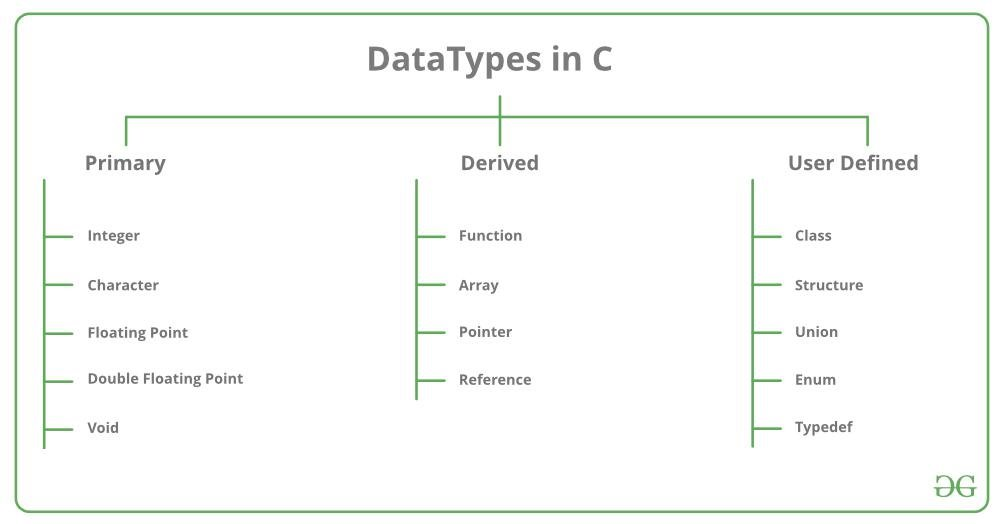 DataTypes in C
Primary
Integer
Character
Floating Point
Double Floating Point
Void
Derived
Function
Array
Pointer
Reference
User Defined
Class
Structure
Union
Enum
Typedef